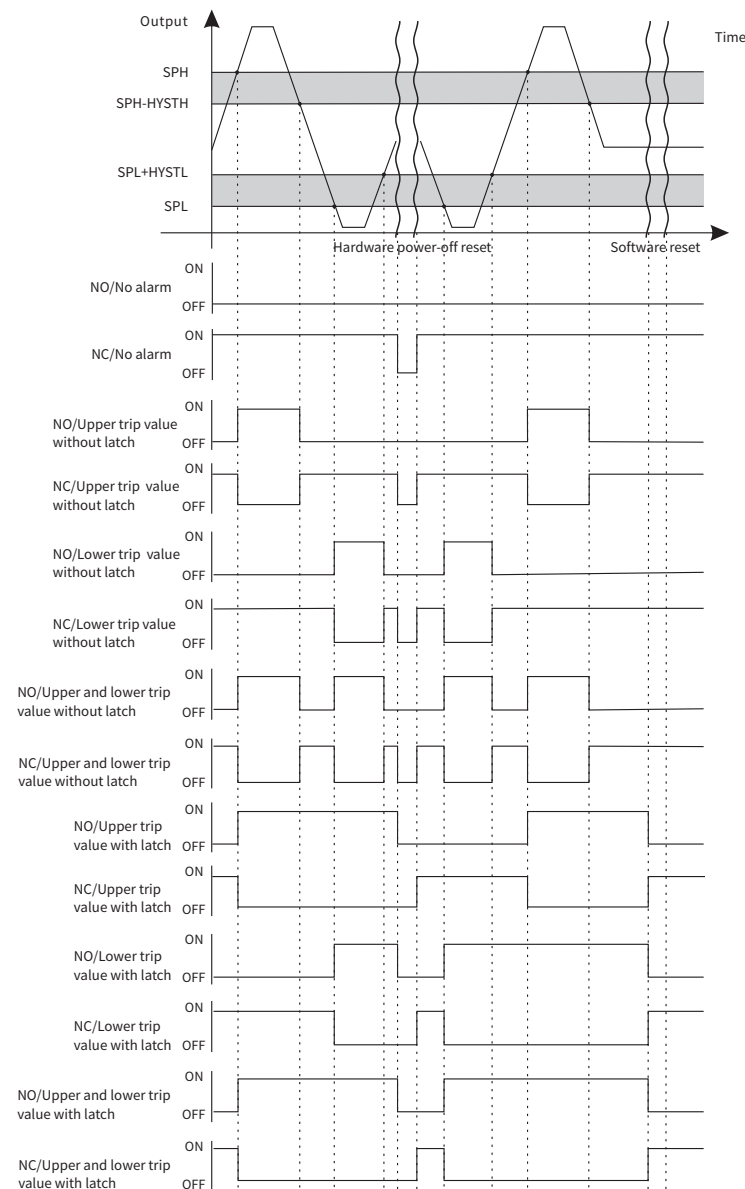 Output
Time
SPH
SPH-HYSTH
SPL+HYSTL
SPL
Hardware power-off reset
Software reset
ON
NO/No alarm
OFF
ON
NC/No alarm
OFF
ON
NO/Upper trip value
without latch
OFF
ON
NC/Upper trip value
without latch
OFF
ON
NO/Lower trip value
without latch
OFF
ON
NC/Lower trip value
without latch
OFF
ON
NO/Upper and lower trip
value without latch
OFF
ON
NC/Upper and lower trip
value without latch
OFF
ON
NO/Upper trip
value with latch
OFF
ON
NC/Upper trip
value with latch
OFF
ON
NO/Lower trip
value with latch
OFF
ON
NC/Lower trip
value with latch
OFF
ON
NO/Upper and lower trip
value with latch
OFF
ON
NC/Upper and lower trip
value with latch
OFF